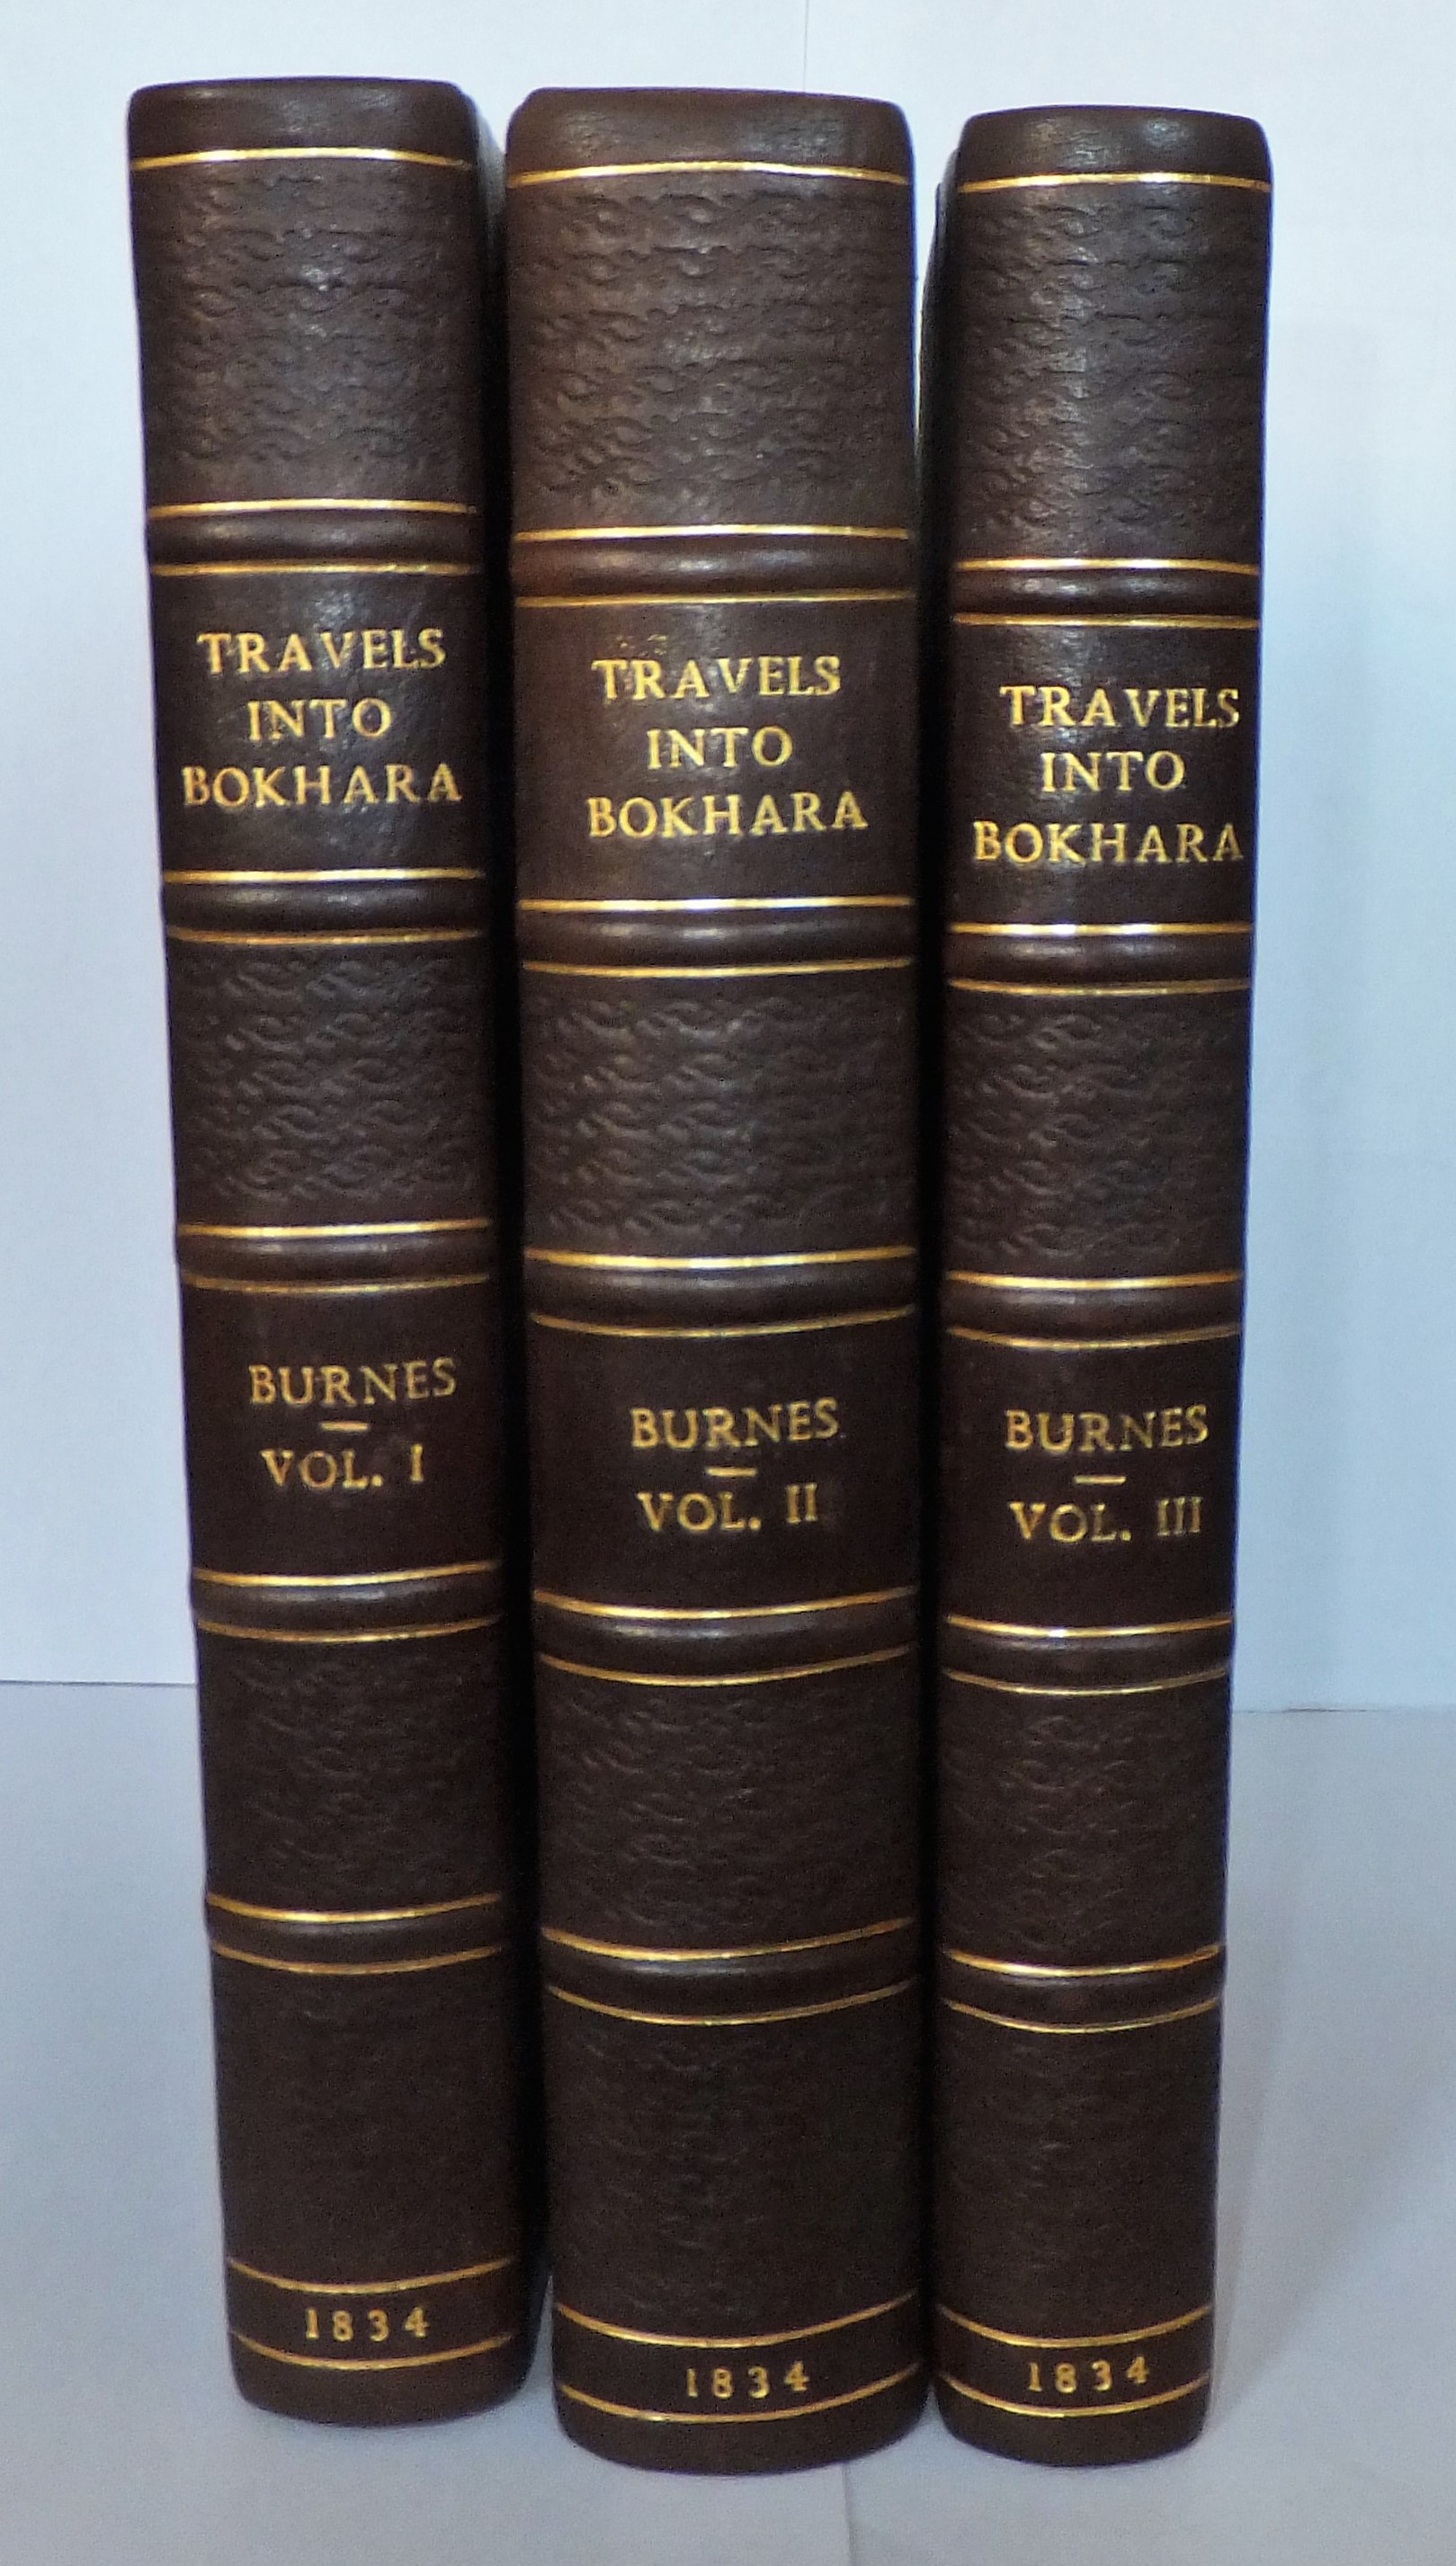 TRAVELS
INTO
BOKHARA
BURNES
VOL. I
1834
TRAVELS
INTO
BOKHARA
BURNES
VOL. II
1834
TRAVELS
INTO
BOKHARA
BURNES
VOL. III
1834